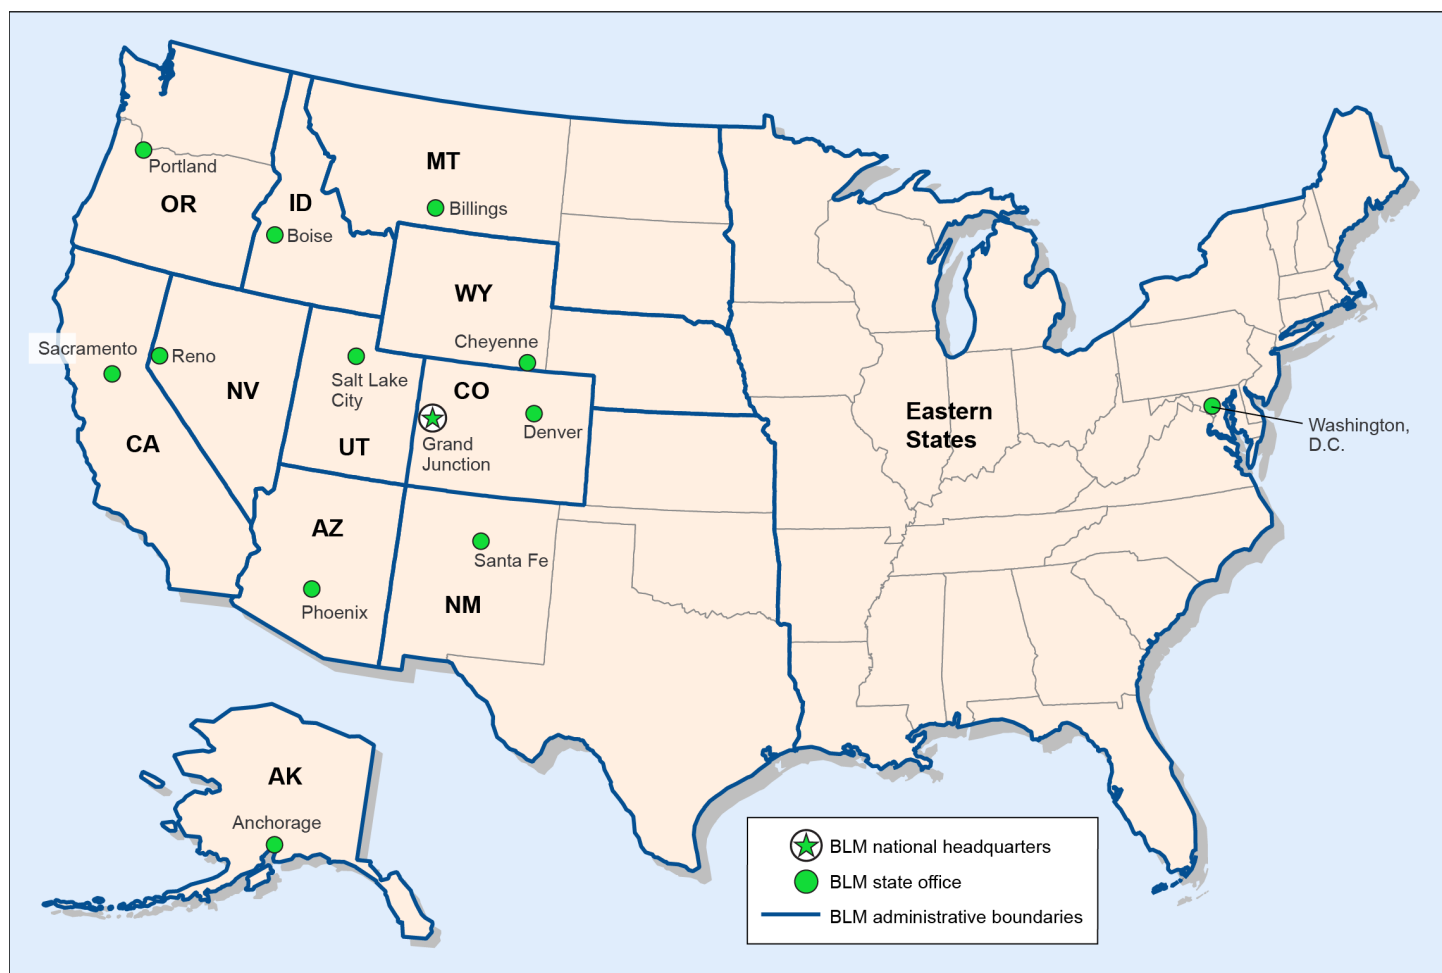 MT
Portland
OR
ID
Billings
Boise
WY
Sacramento
Reno
Cheyenne
Salt Lake
City
NV
CO
Eastern
States
Grand
Junction
Denver
Washington,
D.C.
CA
UT
AZ
Santa Fe
Phoenix
NM
AK
Anchorage
BLM national headquarters
BLM state office
BLM administrative boundaries